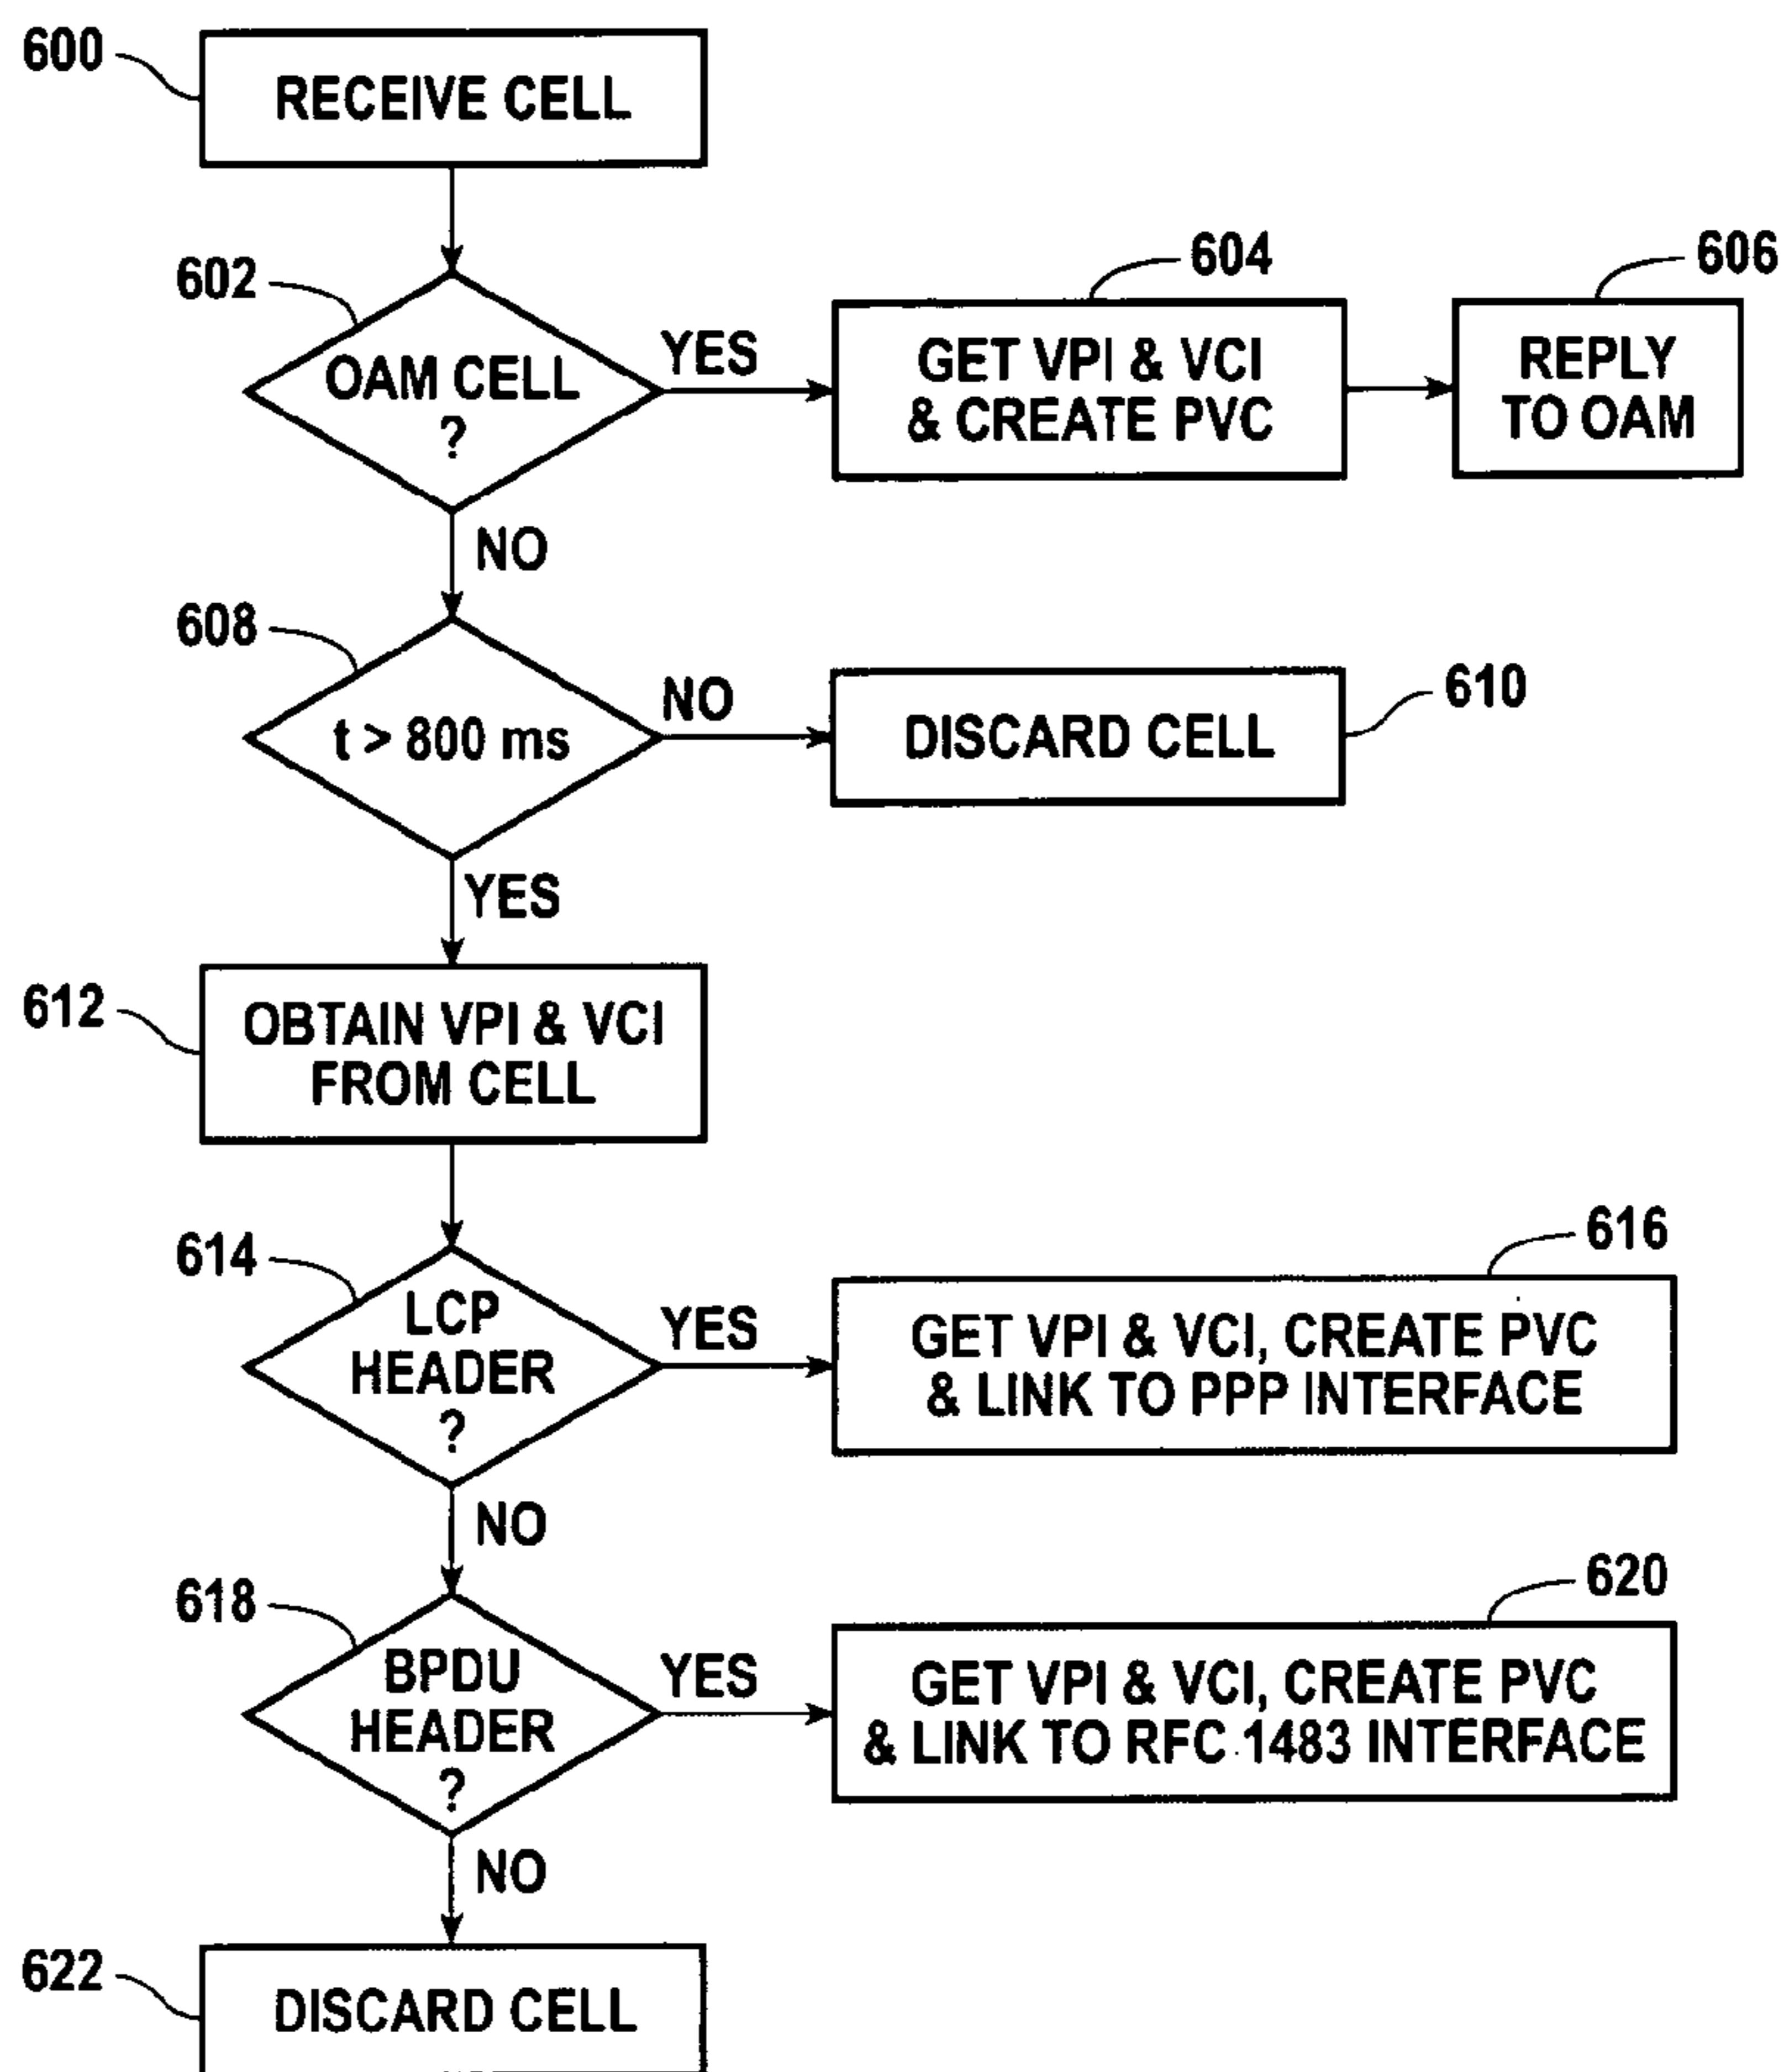 600
RECEIVE CELL
602
OAM CELL
?
YES
604
GET VPI & VCI
& CREATE PVC
606
REPLY
TO OAM
NO
608
t > 800 ms
NO
610
DISCARD CELL
YES
612
OBTAIN VPI & VCI
FROM CELL
614
LCP
HEADER
?
YES
616
GET VPI & VCI, CREATE PVC
& LINK TO PPP INTERFACE
NO
618
BPDU
HEADER
?
YES
620
GET VPI & VCI, CREATE PVC
& LINK TO RFC 1483 INTERFACE
NO
622
DISCARD CELL